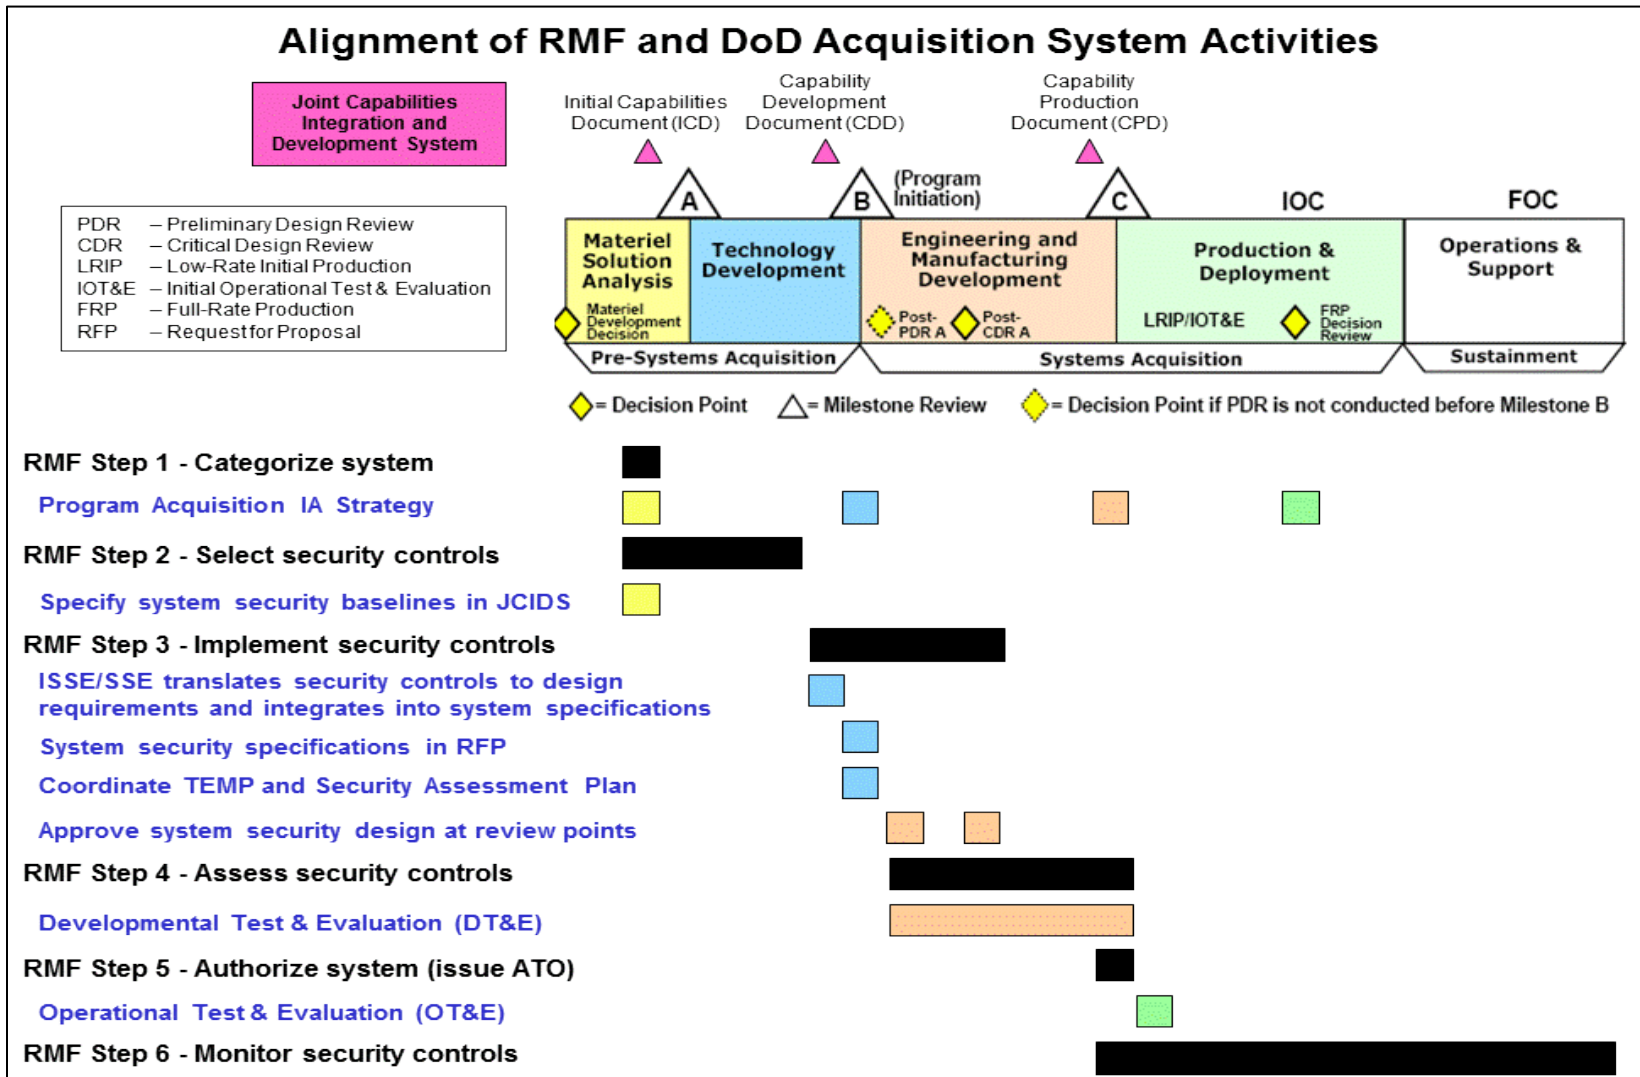 Alignment of RMF and DoD Acquisition System Activities
Joint Capabilities
Integration and
Development System
Initial Capabilities
Document (ICD)
Capability
Development
Document (CDD)
Capability
Production
Document (CPD)
A
B
(Program
Initiation)
C
IOC
FOC
PDR – Preliminary Design Review
CDR – Critical Design Review
LRIP – Low-Rate Initial Production
IOT&E – Initial Operational Test & Evaluation
FRP – Full-Rate Production
RFP – Request for Proposal
Materiel
Solution
Analysis
Materiel
Development
Decision
Technology
Development
Engineering and
Manufacturing
Development
Post-
PDR A
Post-
CDR A
Production &
Deployment
LRIP/IOT&E
FRP
Decision
Review
Operations &
Support
Pre-Systems Acquisition
Systems Acquisition
Sustainment
= Decision Point
= Milestone Review
= Decision Point if PDR is not conducted before Milestone B
RMF Step 1 - Categorize system
Program Acquisition IA Strategy
RMF Step 2 - Select security controls
Specify system security baselines in JCIDS
RMF Step 3 - Implement security controls
ISSE/SSE translates security controls to design
requirements and integrates into system specifications
System security specifications in RFP
Coordinate TEMP and Security Assessment Plan
Approve system security design at review points
RMF Step 4 - Assess security controls
Developmental Test & Evaluation (DT&E)
RMF Step 5 - Authorize system (issue ATO)
Operational Test & Evaluation (OT&E)
RMF Step 6 - Monitor security controls